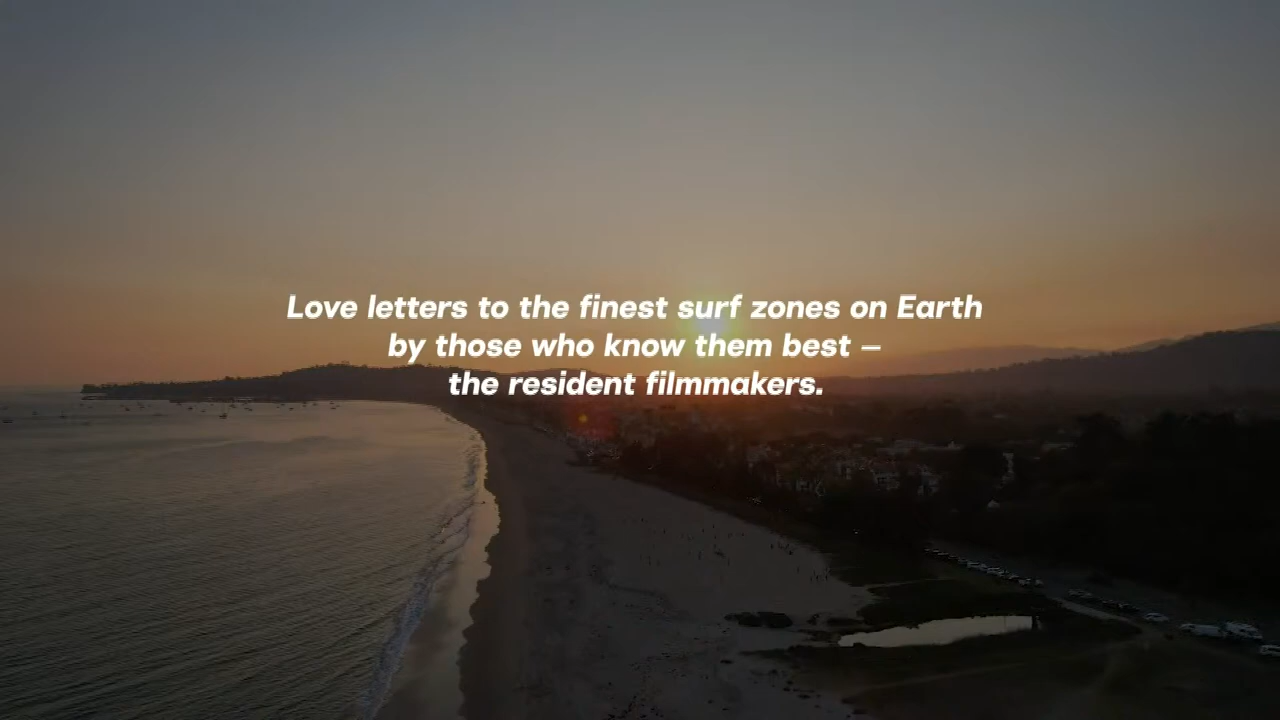 Love letters to the finest surf zones on Earth
by those who know them best –
the resident filmmakers.